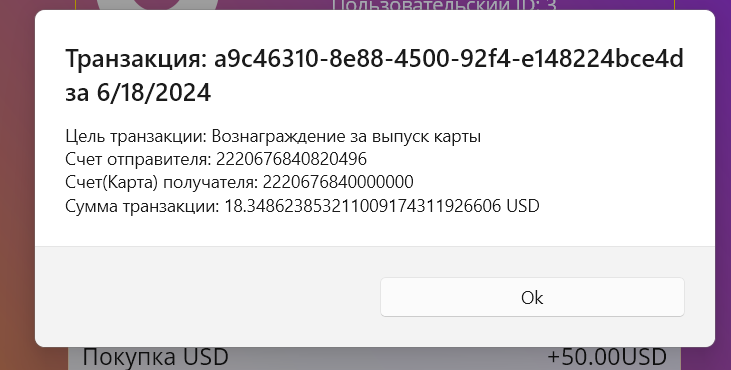 Пользовательский ID: 3
Транзакция: a9c46310-8e88-4500-92f4-e148224bce4d
за 6/18/2024
Цель транзакции: Вознаграждение за выпуск карты
Счет отправителя: 2220676840820496
Счет(Карта) получателя: 2220676840000000
Сумма транзакции: 18.348623853211009174311926606 USD
Ok
Покупка USD +50.00USD